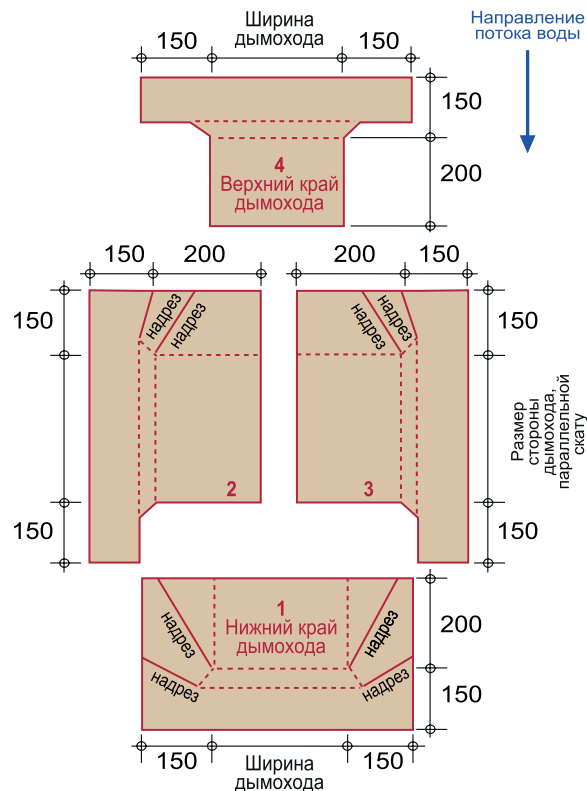 Ширина
дымохода
150
150
Направление
потока воды
150
200
4
Верхний край
дымохода
150
200
200
150
150
надрез
надрез
надрез
надрез
150
Размер
стороны
дымохода,
параллельной
скату
2
3
150
150
1
Нижний край
дымохода
надрез
надрез
надрез
надрез
200
150
150
Ширина
дымохода
150